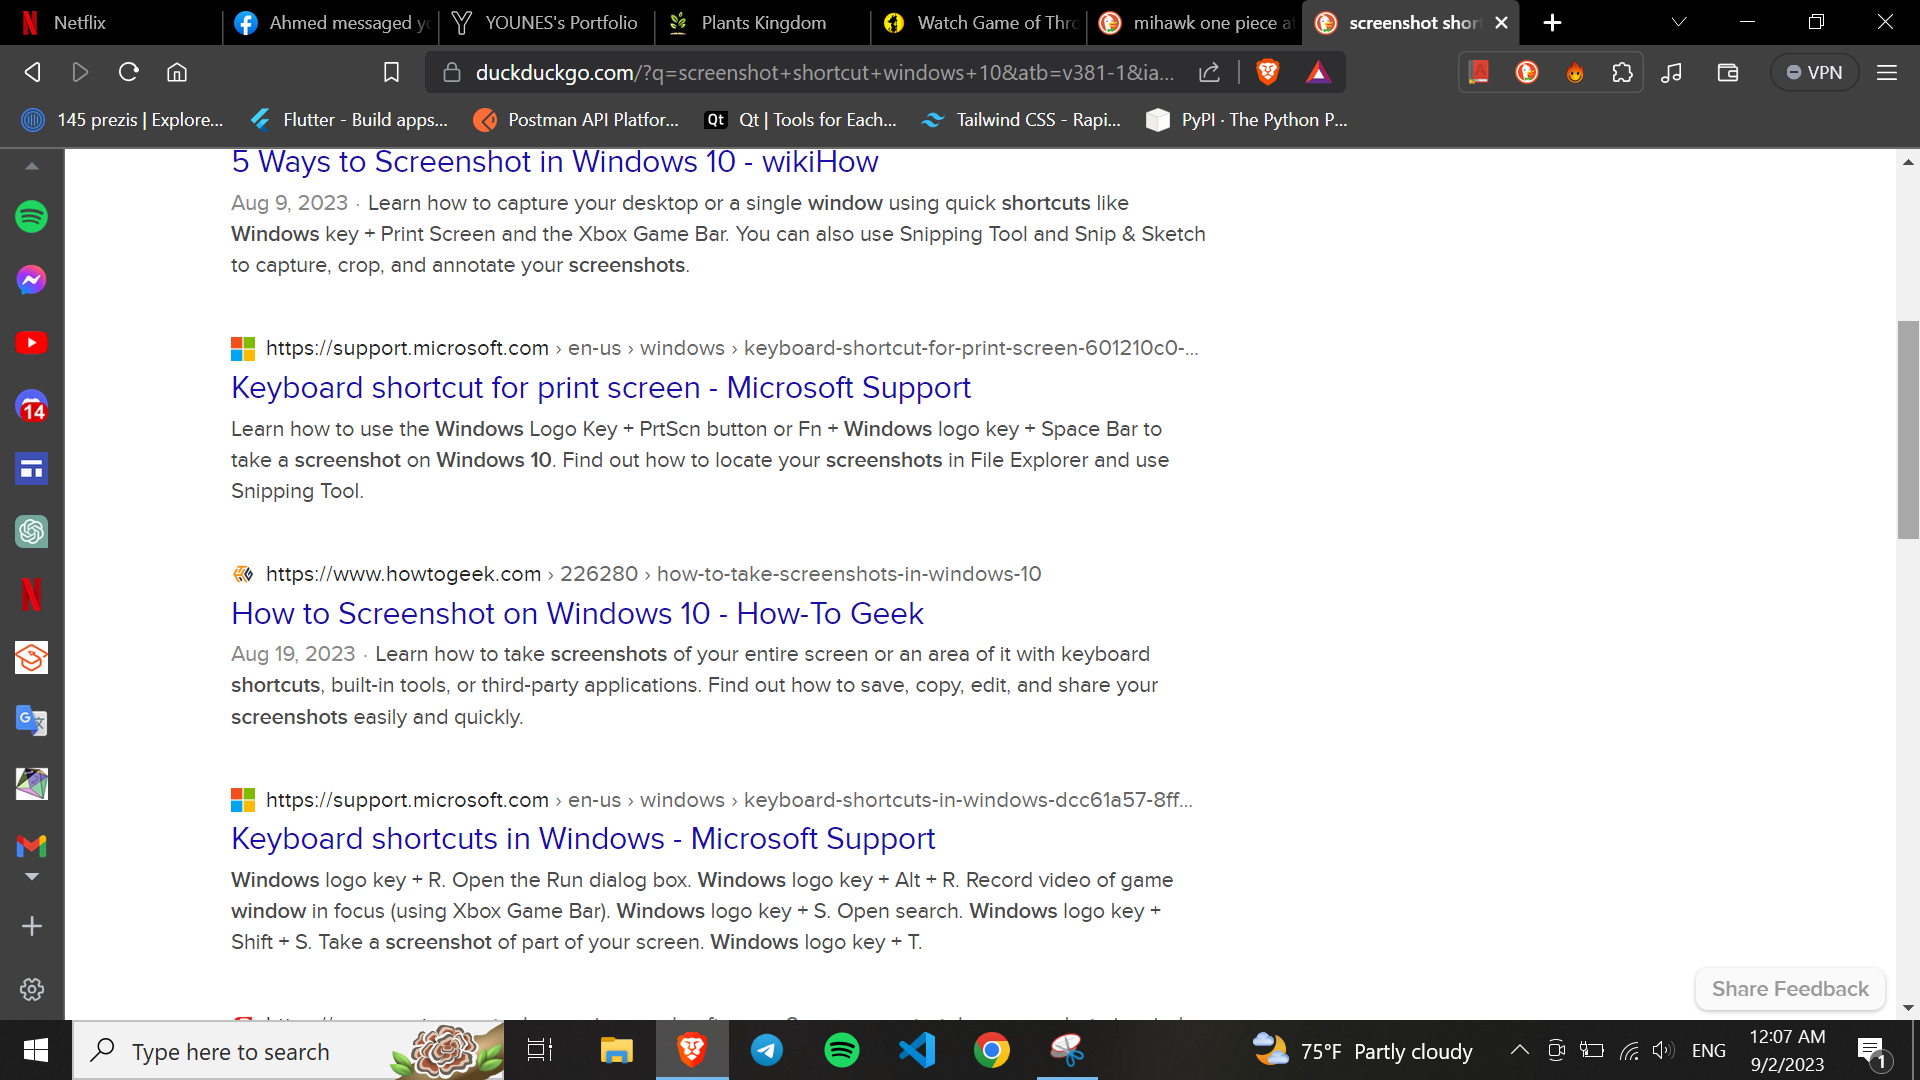 Netflix
Ahmed messaged yo
YOUNES's Portfolio
Plants Kingdom
Watch Game of Thro
mihawk one piece at
screenshot shor
duckduckgo.com/?q=screenshot+shortcut+windows+10&atb=v381-1&ia...
VPN
145 prezis | Explore...
Flutter - Build apps...
Postman API Platfor...
Qt
Qt | Tools for Each...
Tailwind CSS - Rapi...
PyPI · The Python P...
5 Ways to Screenshot in Windows 10 - wikiHow
Aug 9, 2023 · Learn how to capture your desktop or a single window using quick shortcuts like
Windows key + Print Screen and the Xbox Game Bar. You can also use Snipping Tool and Snip & Sketch
to capture, crop, and annotate your screenshots.
https://support.microsoft.com › en-us › windows › keyboard-shortcut-for-print-screen-601210c0-...
Keyboard shortcut for print screen - Microsoft Support
14
Learn how to use the Windows Logo Key + PrtScn button or Fn + Windows logo key + Space Bar to
take a screenshot on Windows 10. Find out how to locate your screenshots in File Explorer and use
Snipping Tool.
https://www.howtogeek.com › 226280 › how-to-take-screenshots-in-windows-10
How to Screenshot on Windows 10 - How-To Geek
Aug 19, 2023 · Learn how to take screenshots of your entire screen or an area of it with keyboard
shortcuts, built-in tools, or third-party applications. Find out how to save, copy, edit, and share your
screenshots easily and quickly.
https://support.microsoft.com › en-us › windows › keyboard-shortcuts-in-windows-dcc61a57-8ff...
Keyboard shortcuts in Windows - Microsoft Support
Windows logo key + R. Open the Run dialog box. Windows logo key + Alt + R. Record video of game
window in focus (using Xbox Game Bar). Windows logo key + S. Open search. Windows logo key +
Shift + S. Take a screenshot of part of your screen. Windows logo key + T.
Share Feedback
Type here to search
75°F Partly cloudy
ENG
12:07 AM
9/2/2023
1